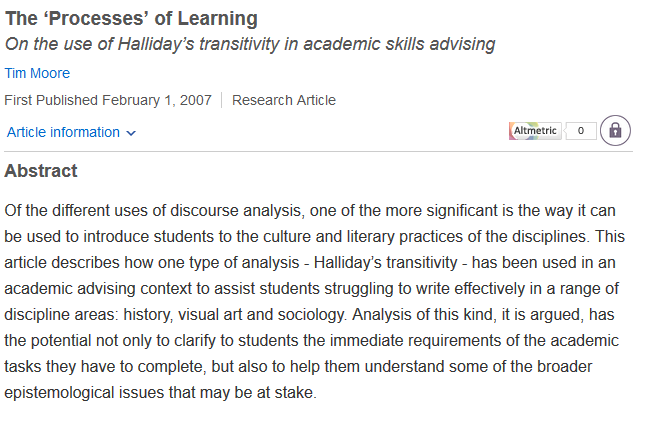 The ‘Processes’ of Learning
On the use of Halliday’s transitivity in academic skills advising
Tim Moore
First Published February 1, 2007 Research Article
Article information
Altmetric 0
Abstract
Of the different uses of discourse analysis, one of the more significant is the way it can
be used to introduce students to the culture and literary practices of the disciplines. This
article describes how one type of analysis - Halliday’s transitivity - has been used in an
academic advising context to assist students struggling to write effectively in a range of
discipline areas: history, visual art and sociology. Analysis of this kind, it is argued, has
the potential not only to clarify to students the immediate requirements of the academic
tasks they have to complete, but also to help them understand some of the broader
epistemological issues that may be at stake.